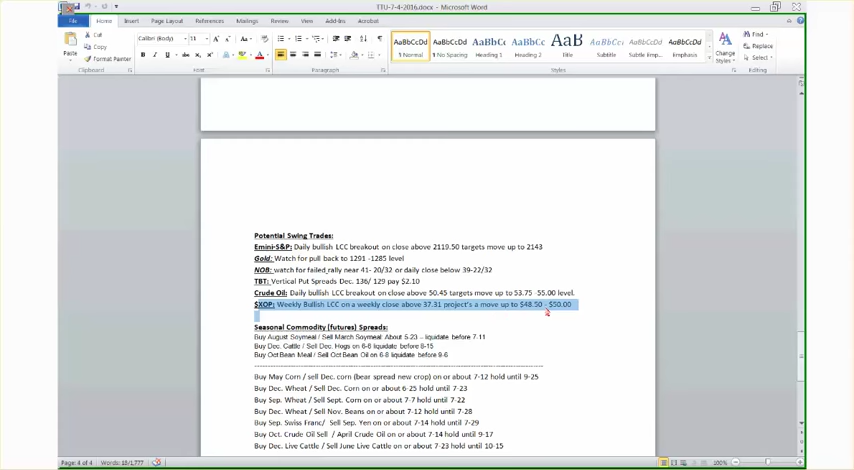 TTU-7-4-2016.docx - Microsoft Word
File Home Insert Page Layout References Mailings Review View Add-Ins Acrobat
Paste
Cut
Copy
Format Painter
Clipboard
Calibri (Body) 11
Font
Paragraph
AaBbCcDd AaBbCcDd AaBbCc AaBbCc AaB AaBbCcDd AaBbCcDd AaBbCcDd
¶ Normal ¶ No Spacing Heading 1 Heading 2 Title Subtle Emp... Emphasis
Styles
Change Styles
Find
Replace
Select
Editing
Potential Swing Trades:
Emini-S&P: Daily bullish LCC breakout on close above 2119.50 targets move up to 2143
Gold: Watch for pull back to 1291 -1285 level
NOB: watch for failed rally near 41- 20/32 or daily close below 39-22/32
TBT: Vertical Put Spreads Dec. 136/ 129 pay $2.10
Crude Oil: Daily bullish LCC breakout on close above 50.45 targets move up to 53.75 -55.00 level.
$XOP: Weekly Bullish LCC on a weekly close above 37.31 project's a move up to $48.50 - $50.00
Seasonal Commodity (futures) Spreads:
Buy August Soymeal / Sell March Soymeal About 5-23 – liquidate before 7.11
Buy Dec. Cattle / Sell Dec. Hogs on 6-6 liquidate before 8-15
Buy Oct Bean Meal / Sell Oct Bean Oil on 6-8 liquidate before 9-6
Buy May Corn / sell Dec. corn (bear spread new crop) on or about 7-12 hold until 9-25
Buy Dec. Wheat / Sell Dec. Corn on or about 6-25 hold until 7-23
Buy Sep. Wheat / Sell Sept. Corn on or about 7-7 hold until 7-22
Buy Dec. Wheat / Sell Nov. Beans on or about 7-12 hold until 7-28
Buy Sep. Swiss Franc/ Sell Sep. Yen on or about 7-14 hold until 7-29
Buy Oct. Crude Oil Sell / April Crude Oil on or about 7-14 hold until 9-17
Buy Dec. Live Cattle / Sell June Live Cattle on or about 7-23 hold until 10-15
Page: 4 of 4 Words: 15/1,777 100%